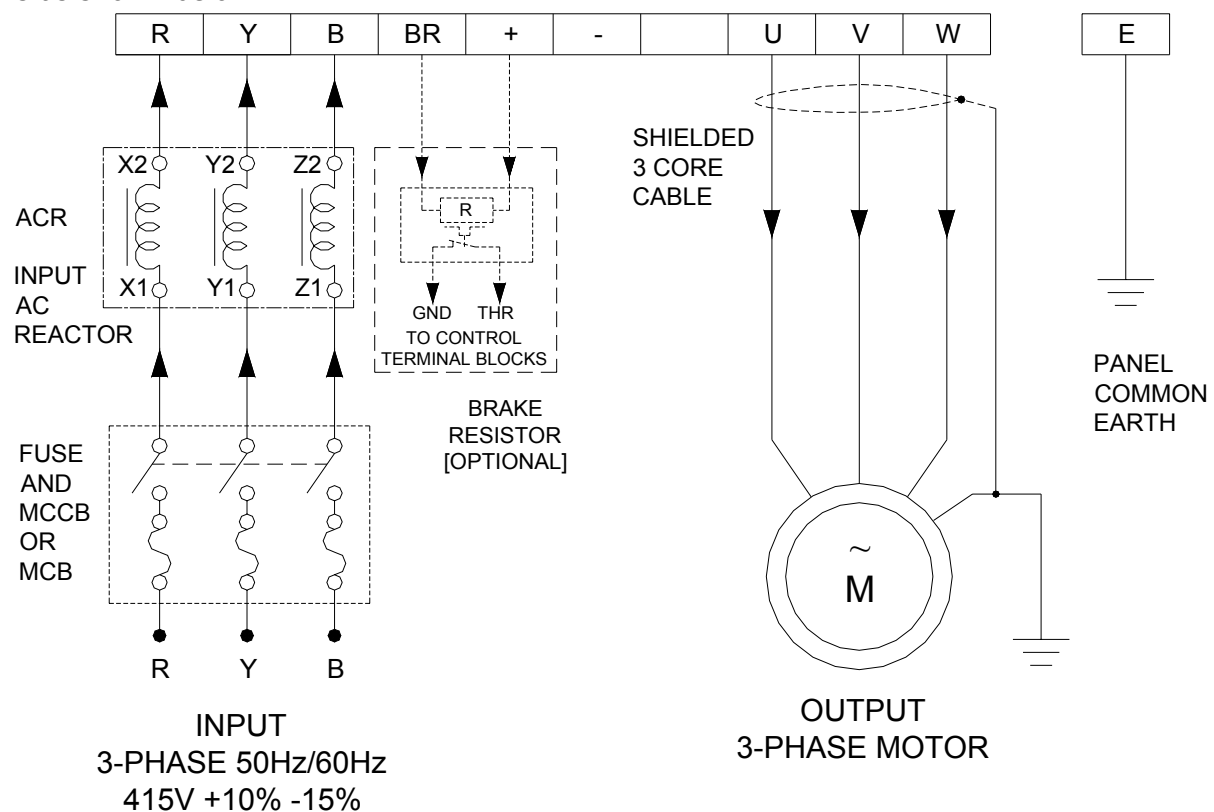 R Y B BR + - U V W E
X2 Y2 Z2
X1 Y1 Z1
ACR
INPUT
AC
REACTOR
R
GND THR
TO CONTROL
TERMINAL BLOCKS
BRAKE
RESISTOR
[OPTIONAL]
SHIELDED
3 CORE
CABLE
PANEL
COMMON
EARTH
FUSE
AND
MCCB
OR
MCB
R Y B
INPUT
3-PHASE 50Hz/60Hz
415V +10% -15%
~
M
OUTPUT
3-PHASE MOTOR